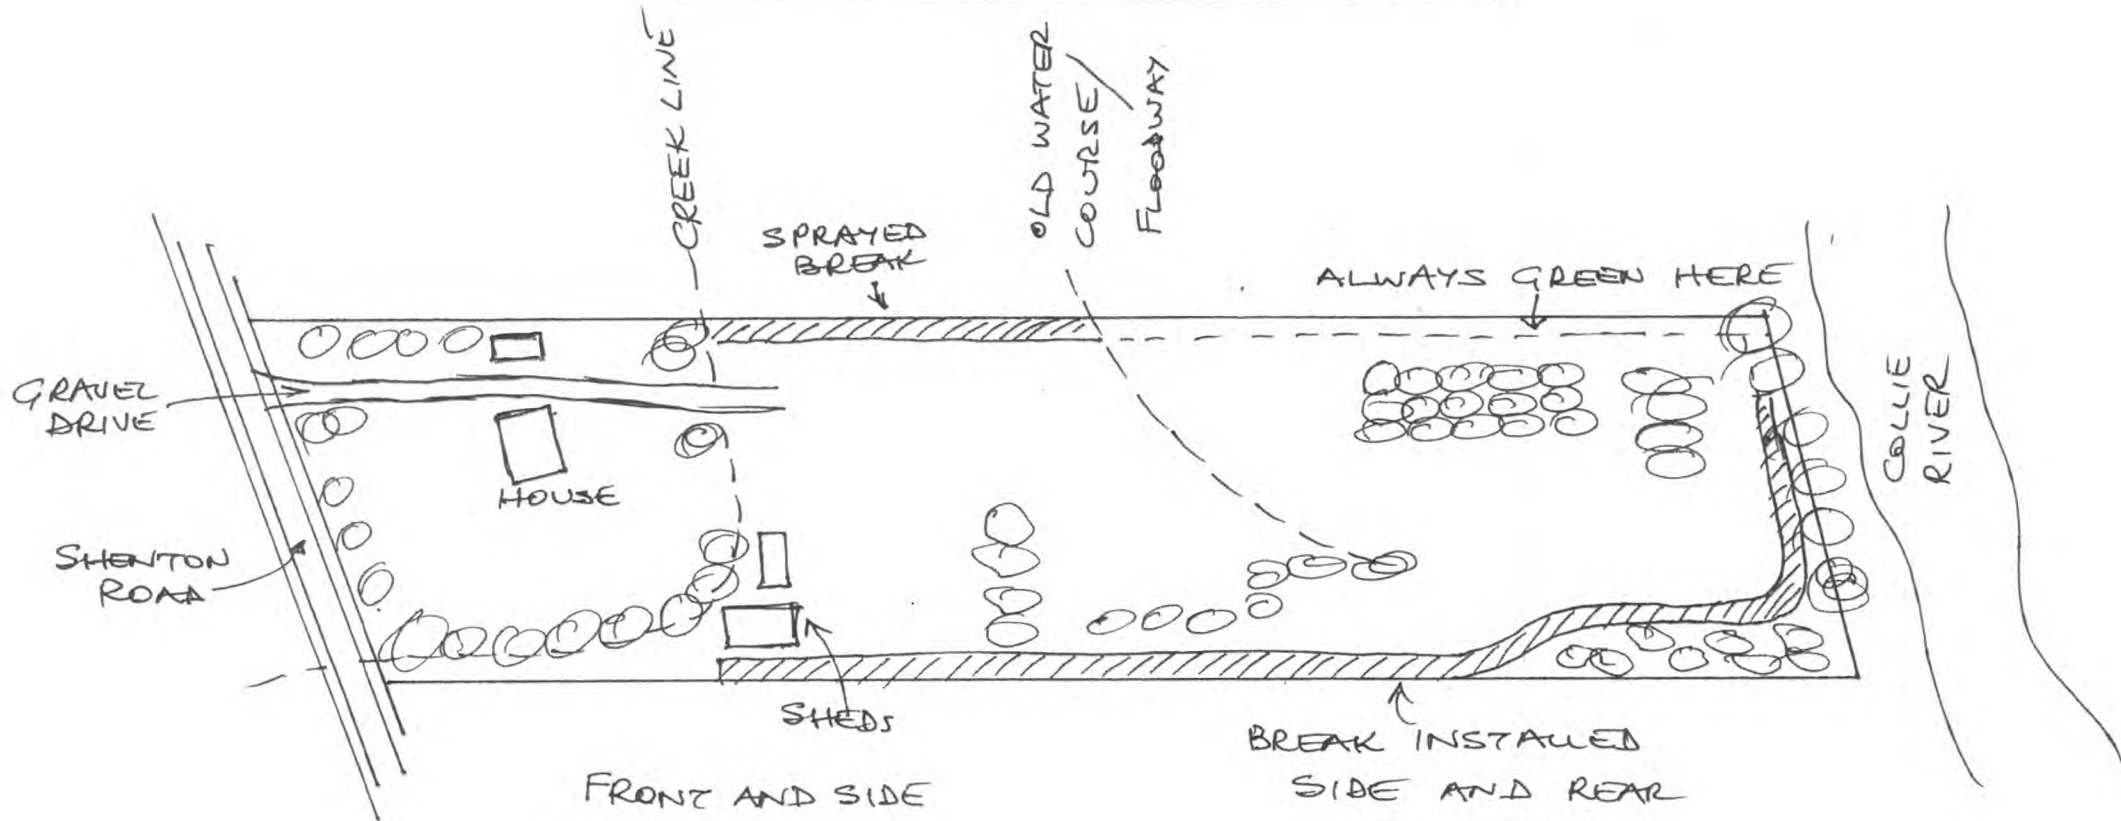 CREEK LINE
OLD WATER
COURSE /
FLOODWAY
SPRAYED
BREAK
ALWAYS GREEN HERE
GRAVEL
DRIVE
HOUSE
COLLIE
RIVER
SHENTON
ROAD
SHEDS
BREAK INSTALLED
SIDE AND REAR
FRONT AND SIDE